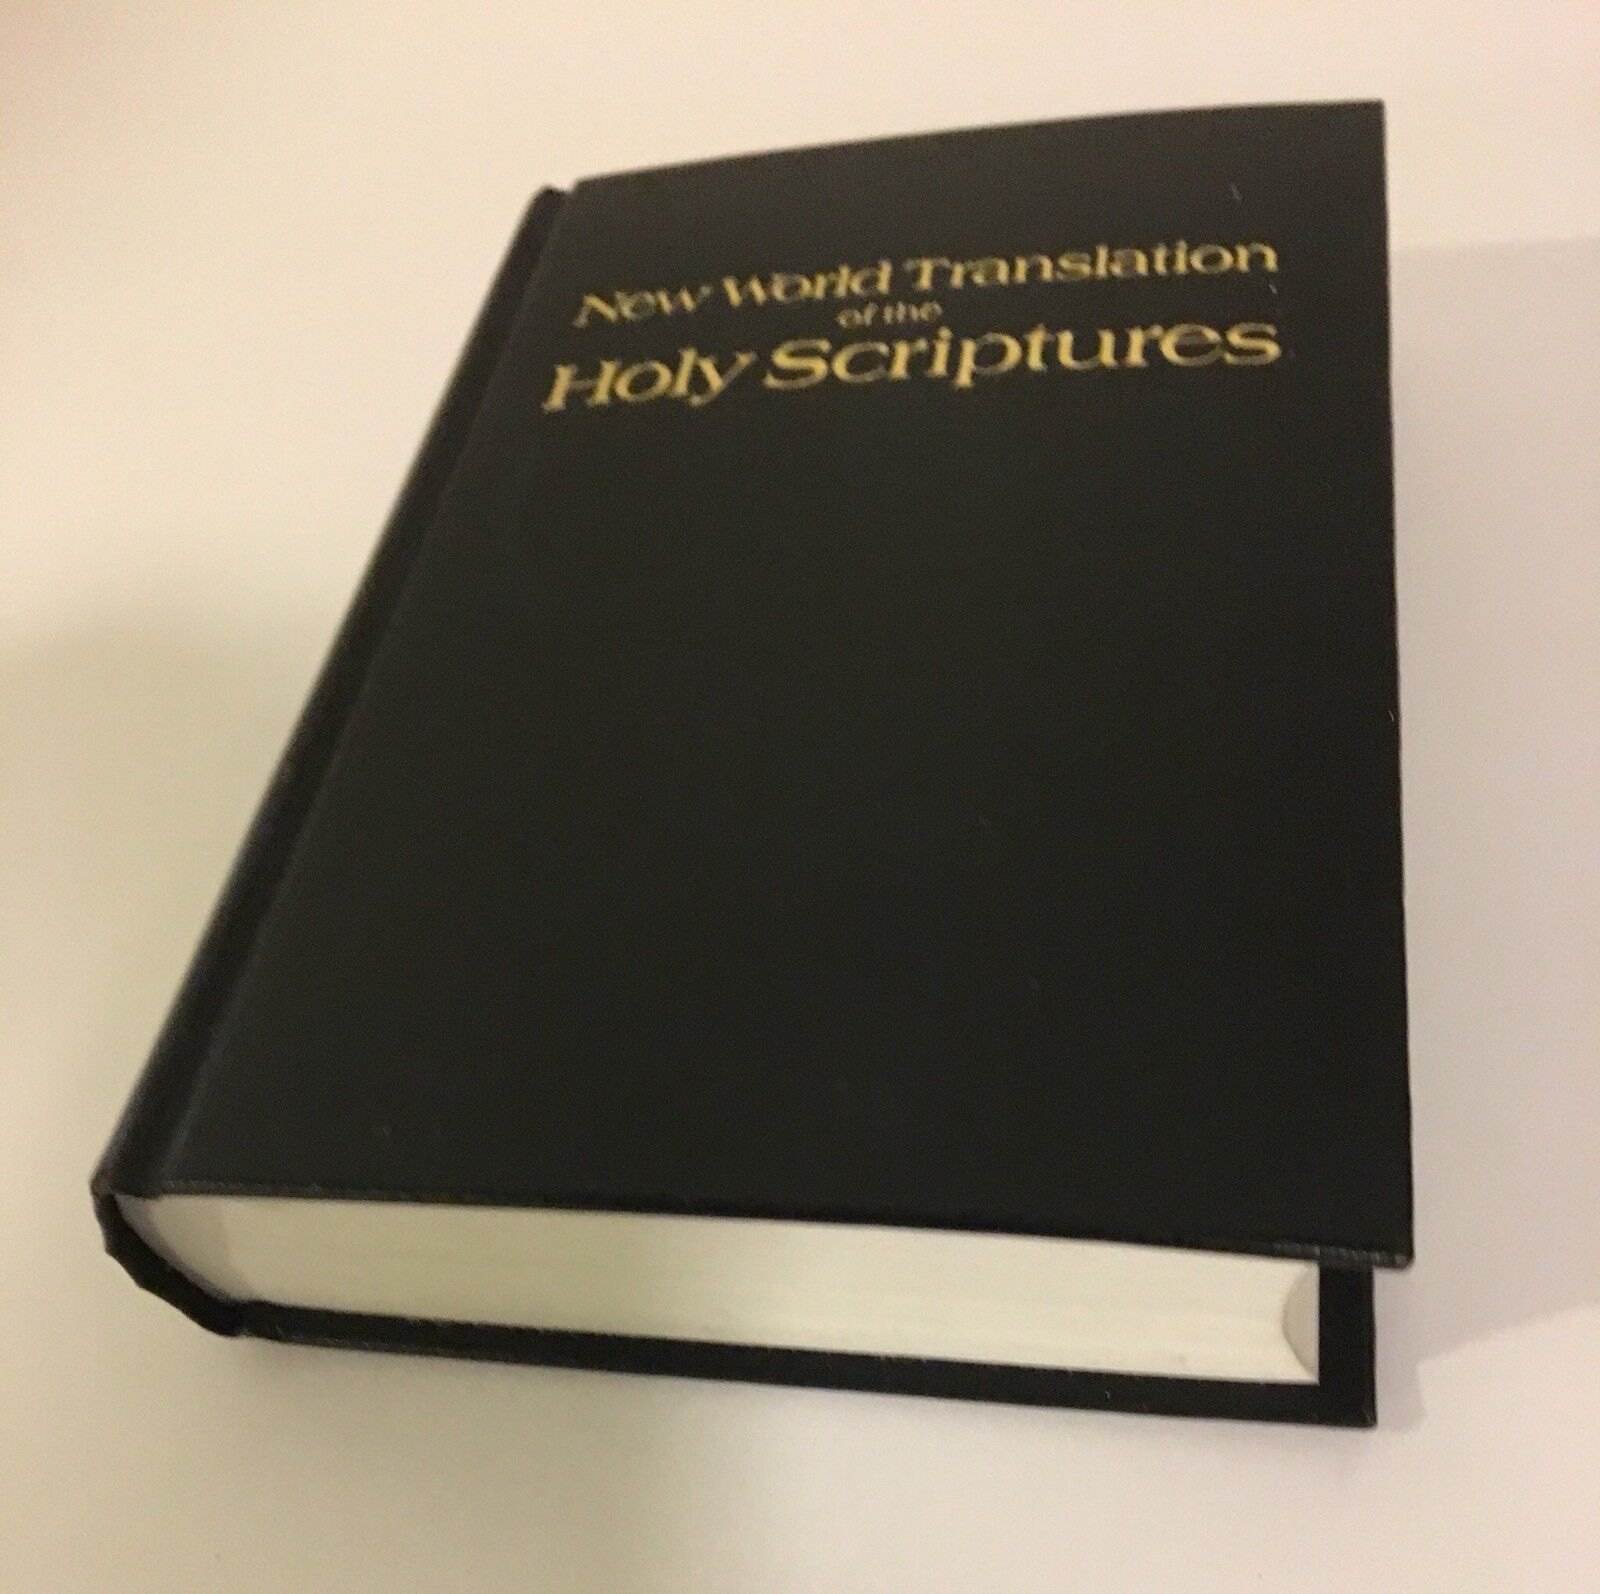 New World Translation
of the
Holy Scriptures